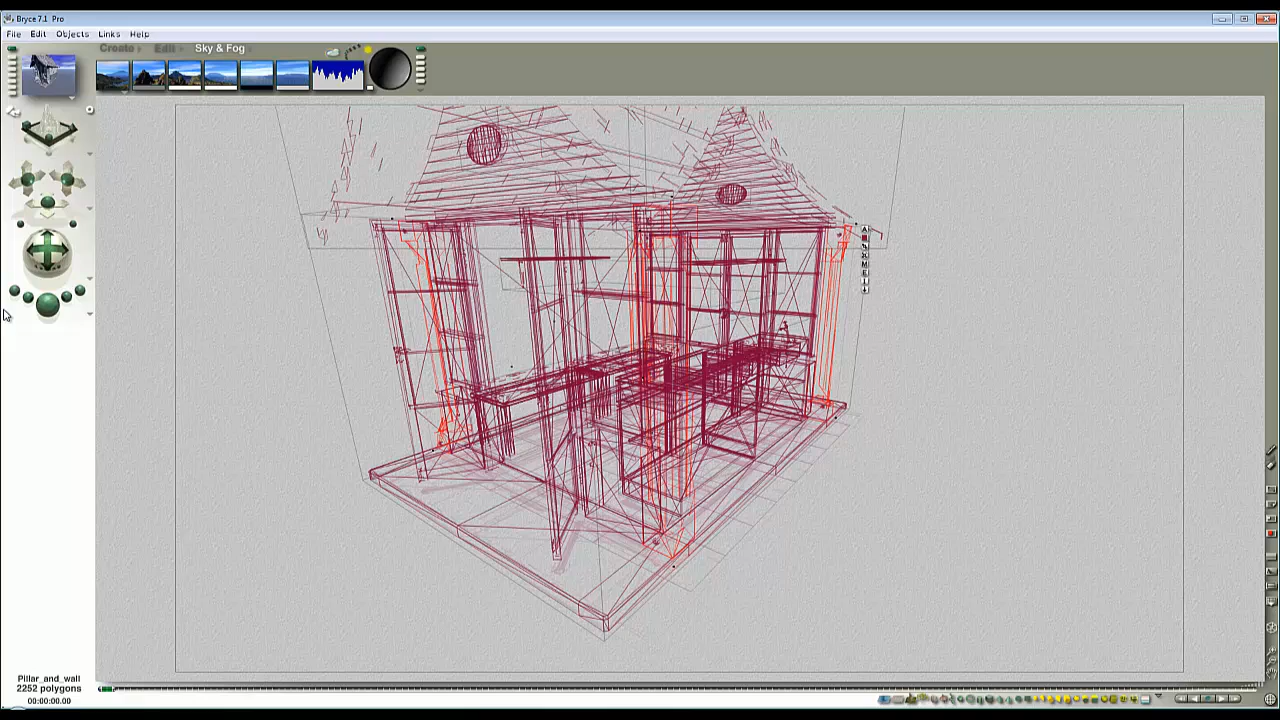 Bryce 7.1 Pro
File Edit Objects Links Help
Create Edit Sky & Fog
A
M
E
Pillar_and_wall
2252 polygons
00:00:00.00